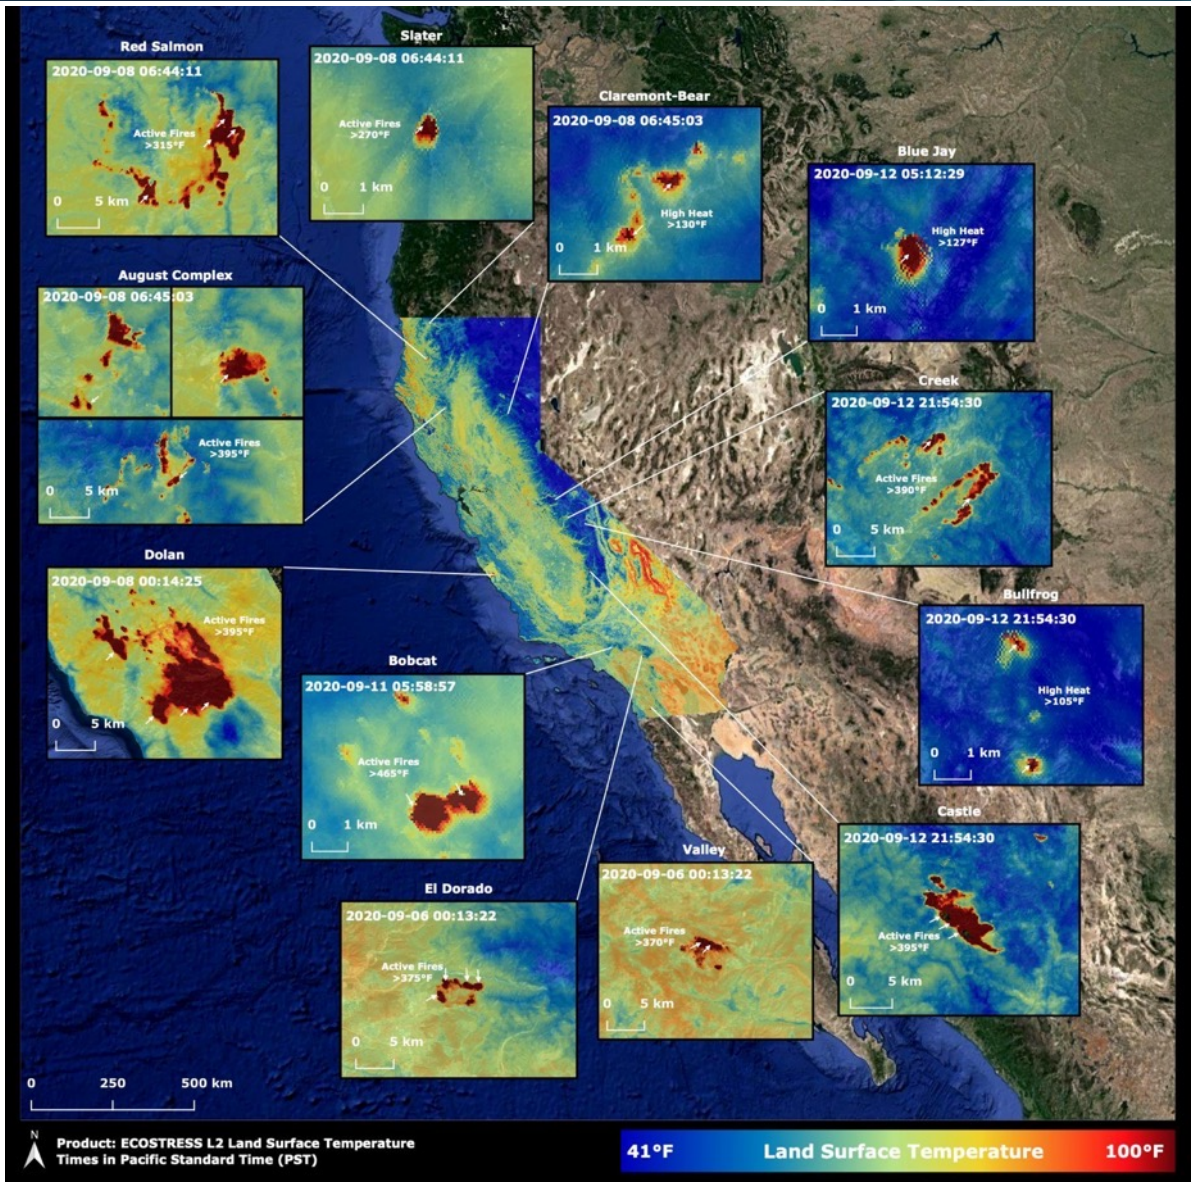 Red Salmon
2020-09-08 06:44:11
Active Fires
>315°F
0 5 km
Slater
2020-09-08 06:44:11
Active Fires
>270°F
0 1 km
Claremont-Bear
2020-09-08 06:45:03
High Heat
>130°F
0 1 km
Blue Jay
2020-09-12 05:12:29
High Heat
>127°F
0 1 km
August Complex
2020-09-08 06:45:03
Active Fires
>395°F
0 5 km
Creek
2020-09-12 21:54:30
Active Fires
>390°F
0 5 km
Dolan
2020-09-08 00:14:25
Active Fires
>395°F
0 5 km
Bullfrog
2020-09-12 21:54:30
High Heat
>105°F
0 1 km
Bobcat
2020-09-11 05:58:57
Active Fires
>465°F
0 1 km
Castle
2020-09-12 21:54:30
Active Fires
>395°F
0 5 km
Valley
2020-09-06 00:13:22
Active Fires
>370°F
0 5 km
El Dorado
2020-09-06 00:13:22
Active Fires
>375°F
0 5 km
0 250 500 km
N
Product: ECOSTRESS L2 Land Surface Temperature
Times in Pacific Standard Time (PST)
41°F Land Surface Temperature 100°F